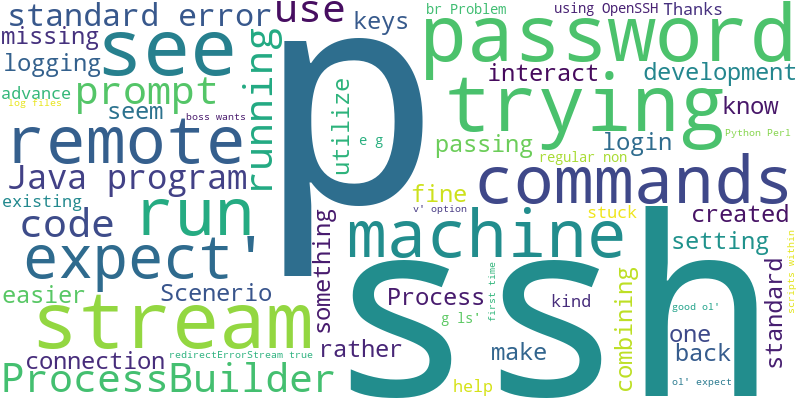 br Problem
using OpenSSH
Thanks
standard error
use
keys
password
missing
see
logging
prompt
running
interact
development
advance
log files
seem
boss wants
utilize
e g
p
trying
know
Python Perl
remote
passing
login
regular non
Java program
commands
existing
code
run
fine
v' option
stuck
created
expect'
machine
setting
easier
Scenerio
something
Process
ssh
g ls'
first time
kind
combining
good ol'
standard
scripts within
stream
one
back
connection
redirectErrorStream true
rather
make
ProcessBuilder
help
ol' expect